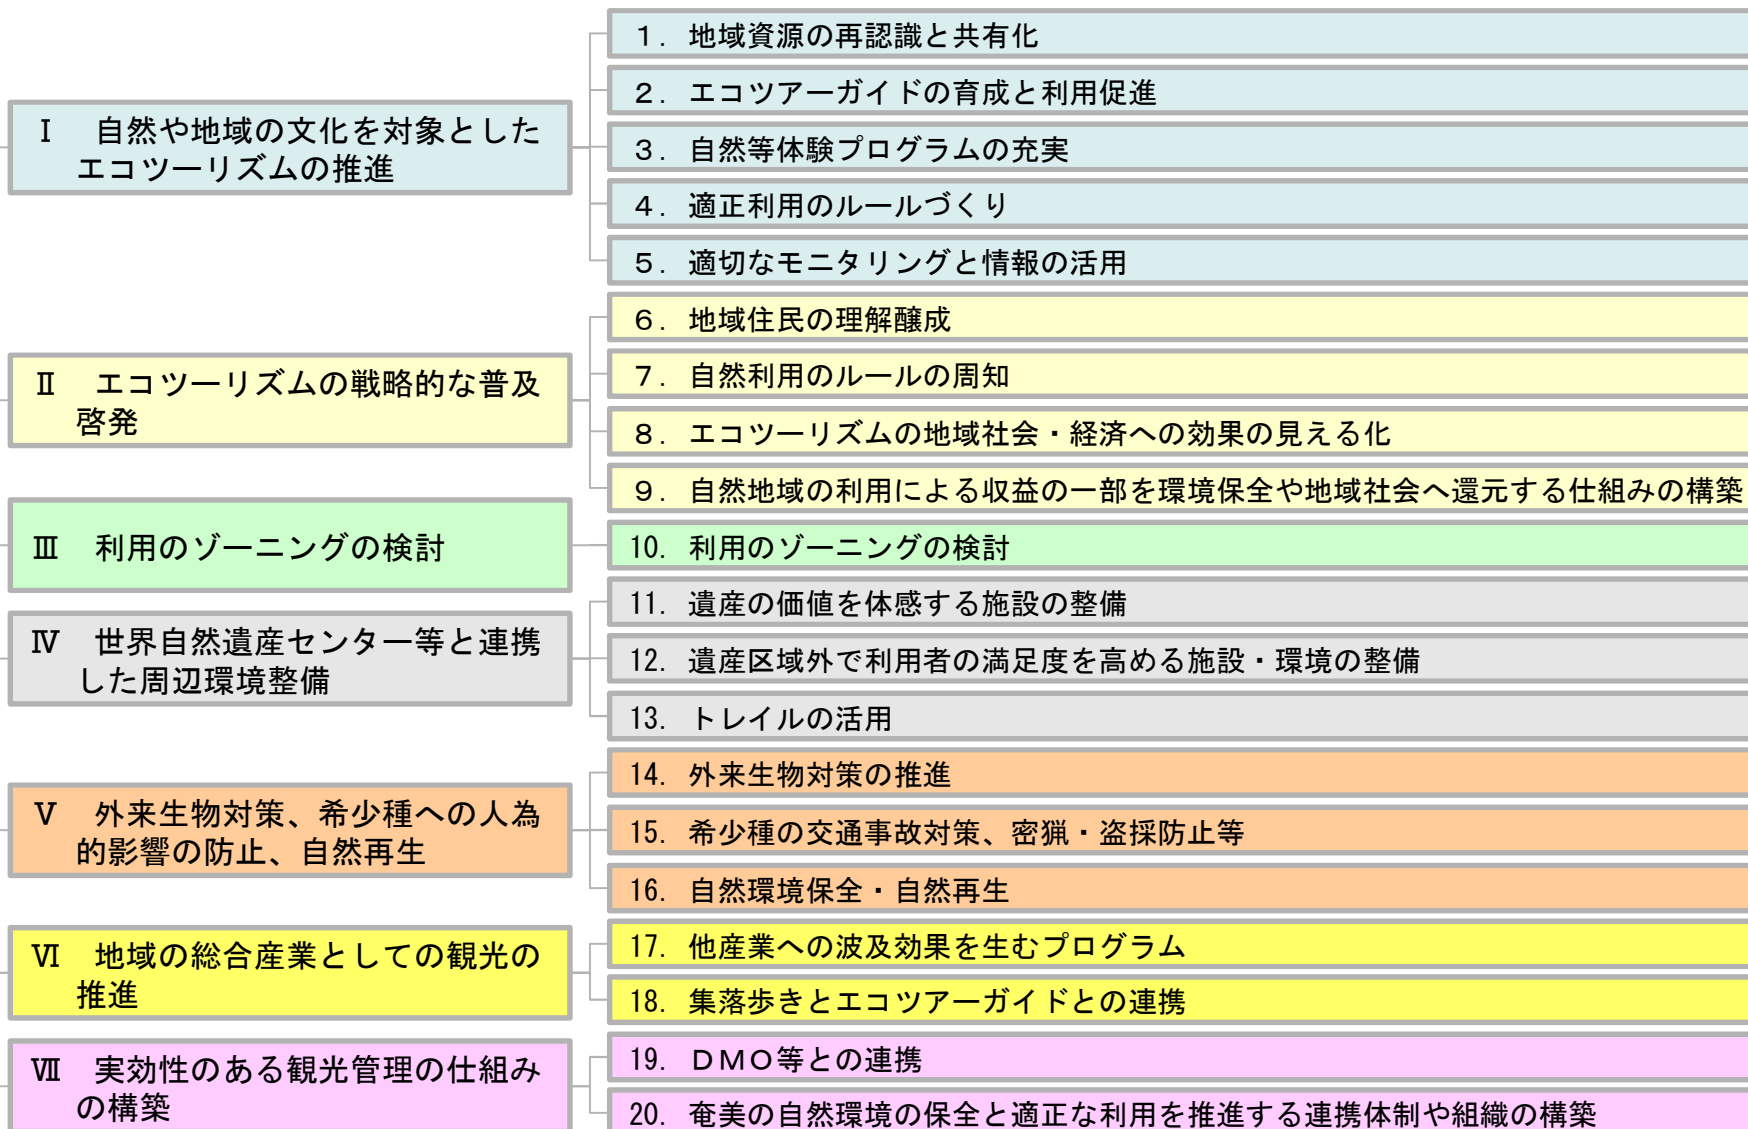 Ⅰ　自然や地域の文化を対象とした
エコツーリズムの推進
１．地域資源の再認識と共有化
２．エコツアーガイドの育成と利用促進
３．自然等体験プログラムの充実
４．適正利用のルールづくり
５．適切なモニタリングと情報の活用
Ⅱ　エコツーリズムの戦略的な普及
啓発
６．地域住民の理解醸成
７．自然利用のルールの周知
８．エコツーリズムの地域社会・経済への効果の見える化
９．自然地域の利用による収益の一部を環境保全や地域社会へ還元する仕組みの構築
Ⅲ　利用のゾーニングの検討
10．利用のゾーニングの検討
Ⅳ　世界自然遺産センター等と連携
した周辺環境整備
11．遺産の価値を体感する施設の整備
12．遺産区域外で利用者の満足度を高める施設・環境の整備
13．トレイルの活用
Ⅴ　外来生物対策、希少種への人為
的影響の防止、自然再生
14．外来生物対策の推進
15．希少種の交通事故対策、密猟・盗採防止等
16．自然環境保全・自然再生
Ⅵ　地域の総合産業としての観光の
推進
17．他産業への波及効果を生むプログラム
18．集落歩きとエコツアーガイドとの連携
Ⅶ　実効性のある観光管理の仕組み
の構築
19．ＤＭＯ等との連携
20．奄美の自然環境の保全と適正な利用を推進する連携体制や組織の構築